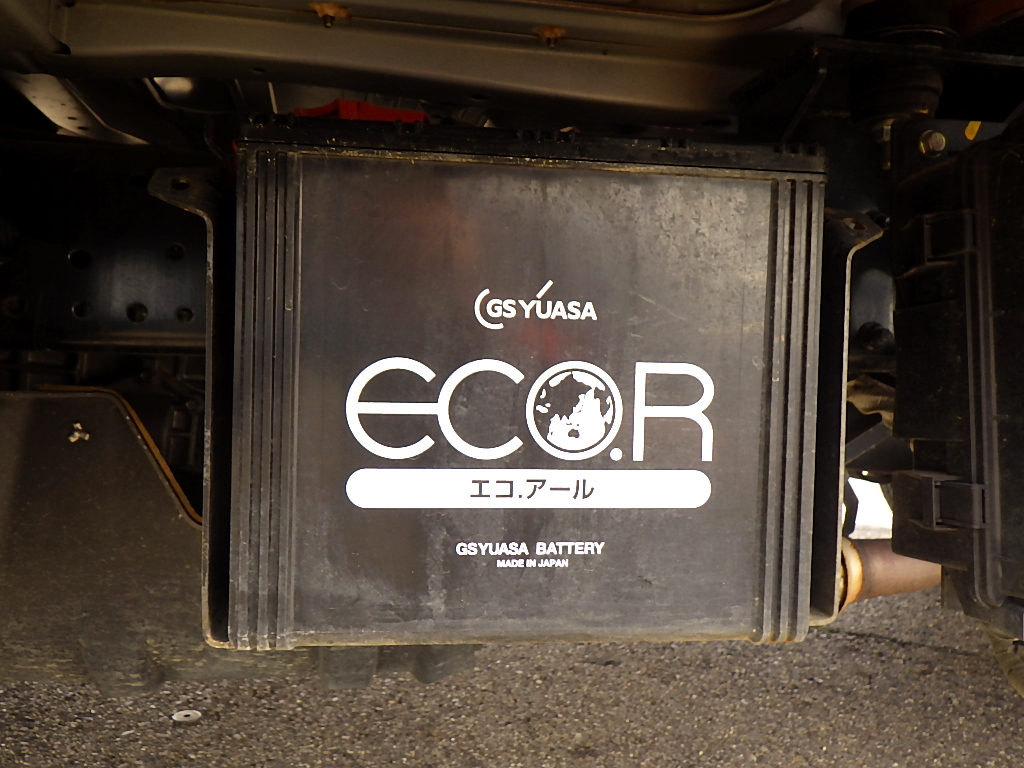 GS YUASA
ECO.R
エコ.アール
GSYUASA BATTERY
MADE IN JAPAN